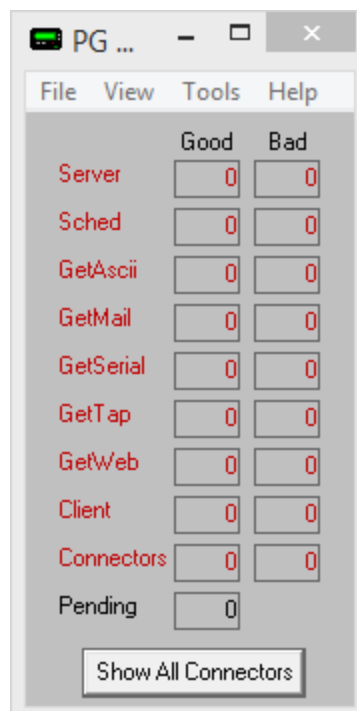 PG ...
File View Tools Help
Good Bad
Server 0 0
Sched 0 0
GetAscii 0 0
GetMail 0 0
GetSerial 0 0
GetTap 0 0
GetWeb 0 0
Client 0 0
Connectors 0 0
Pending 0
Show All Connectors